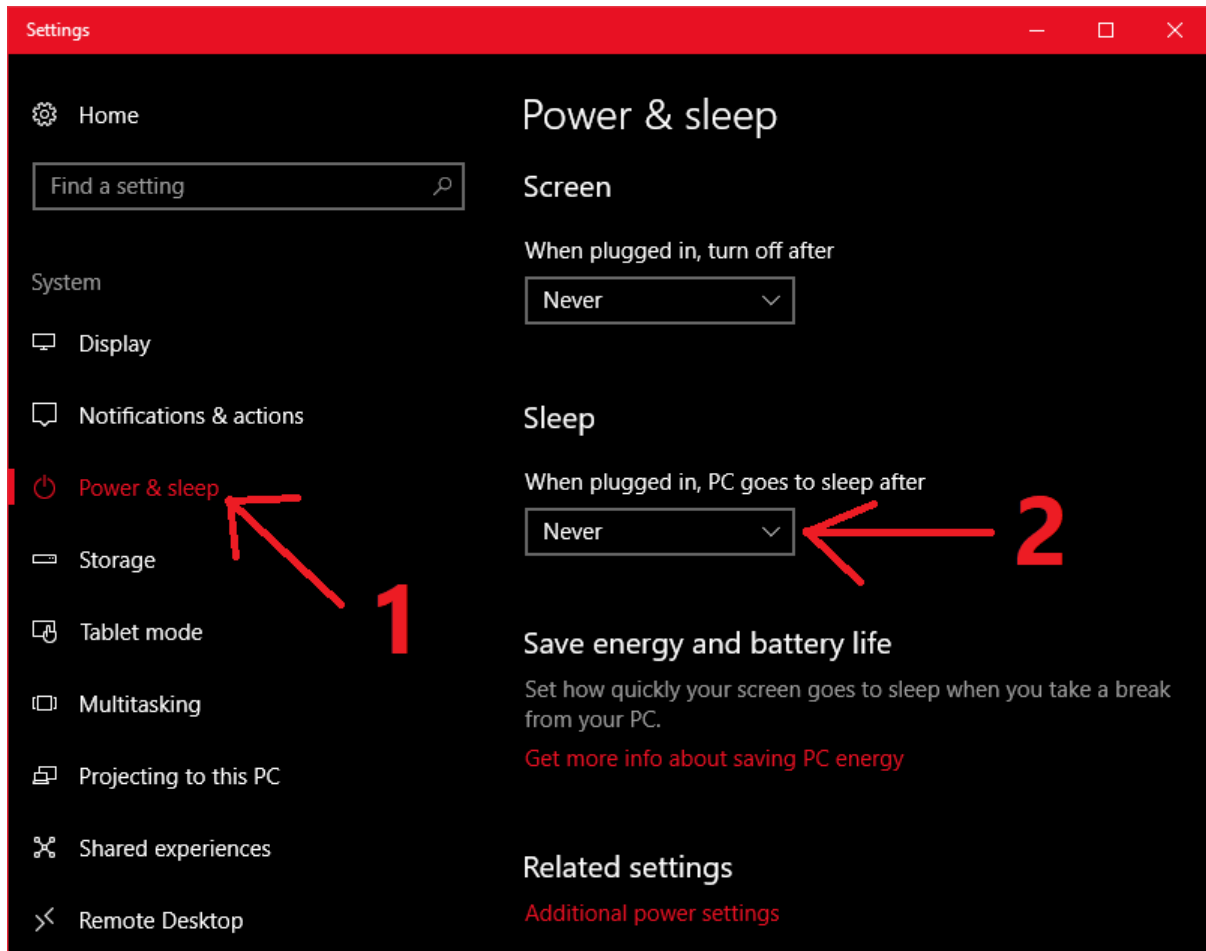 Settings
Home
Find a setting
System
Display
Notifications & actions
Power & sleep
Storage
Tablet mode
Multitasking
Projecting to this PC
Shared experiences
Remote Desktop
1
Power & sleep
Screen
When plugged in, turn off after
Never
Sleep
When plugged in, PC goes to sleep after
Never
2
Save energy and battery life
Set how quickly your screen goes to sleep when you take a break
from your PC.
Get more info about saving PC energy
Related settings
Additional power settings